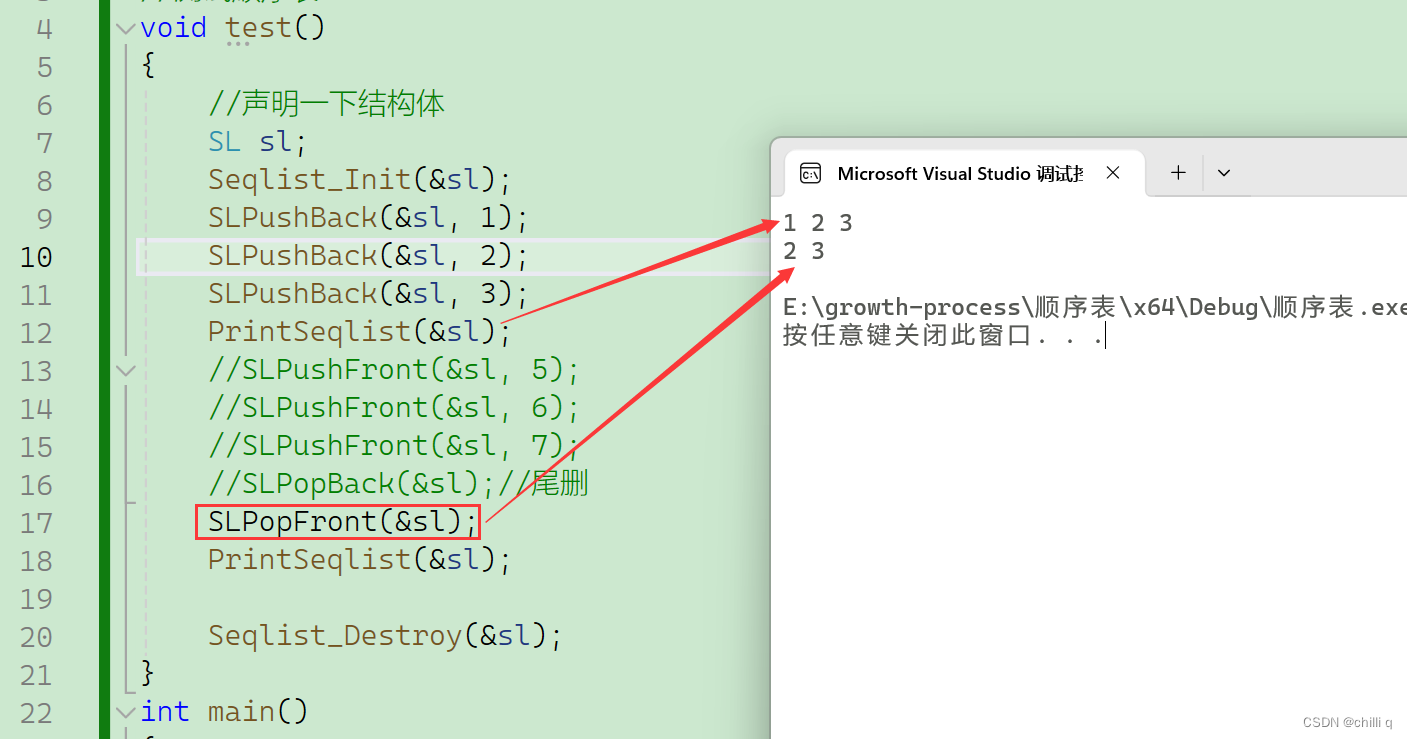 4 void test()
5 {
6 //声明一下结构体
7 SL sl;
8 Seqlist_Init(&sl);
9 SLPushBack(&sl, 1);
10 SLPushBack(&sl, 2);
11 SLPushBack(&sl, 3);
12 PrintSeqlist(&sl);
13 //SLPushFront(&sl, 5);
14 //SLPushFront(&sl, 6);
15 //SLPushFront(&sl, 7);
16 //SLPopBack(&sl);//尾删
17 SLPopFront(&sl);
18 PrintSeqlist(&sl);
19
20 Seqlist_Destroy(&sl);
21 }
22 int main()
Microsoft Visual Studio 调试
1 2 3
2 3
E:\growth-process\顺序表\x64\Debug\顺序表.exe
按任意键关闭此窗口. . .
CSDN @chilli q